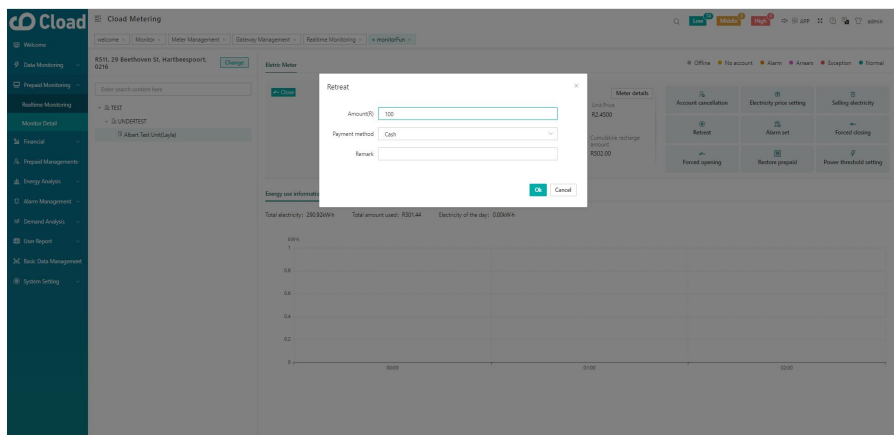 Cload
Cload Metering
Low
Middle
High
APP
admin
welcome
Monitor
Meter Management
Gateway Management
Realtime Monitoring
monitorFun
Welcome
Data Monitoring
Prepaid Monitoring
Realtime Monitoring
Monitor Detail
Financial
Prepaid Managements
Energy Analysis
Alarm Management
Demand Analysis
User Report
Basic Data Management
System Setting
R511, 29 Beethoven St, Hartbeespoort,
0216
Change
Enter search content here
TEST
UNDERTEST
Albert Test Unit(Layla)
Eletric Meter
Offline
No account
Alarm
Arrears
Exception
Normal
Close
Meter details
Unit Price
R2.4500
Cumulative recharge
amount
R502.00
Account cancellation
Electricity price setting
Selling electricity
Retreat
Alarm set
Forced closing
Forced opening
Restore prepaid
Power threshold setting
Retreat
Amount(R)
100
Payment method
Cash
Remark
Ok
Cancel
Energy use informatio
Total electricity: 290.92kW·h
Total amount used: R501.44
Electricity of the day: 0.00kW·h
kW·h
1
0.8
0.6
0.4
0.2
0
00:00
01:00
02:00